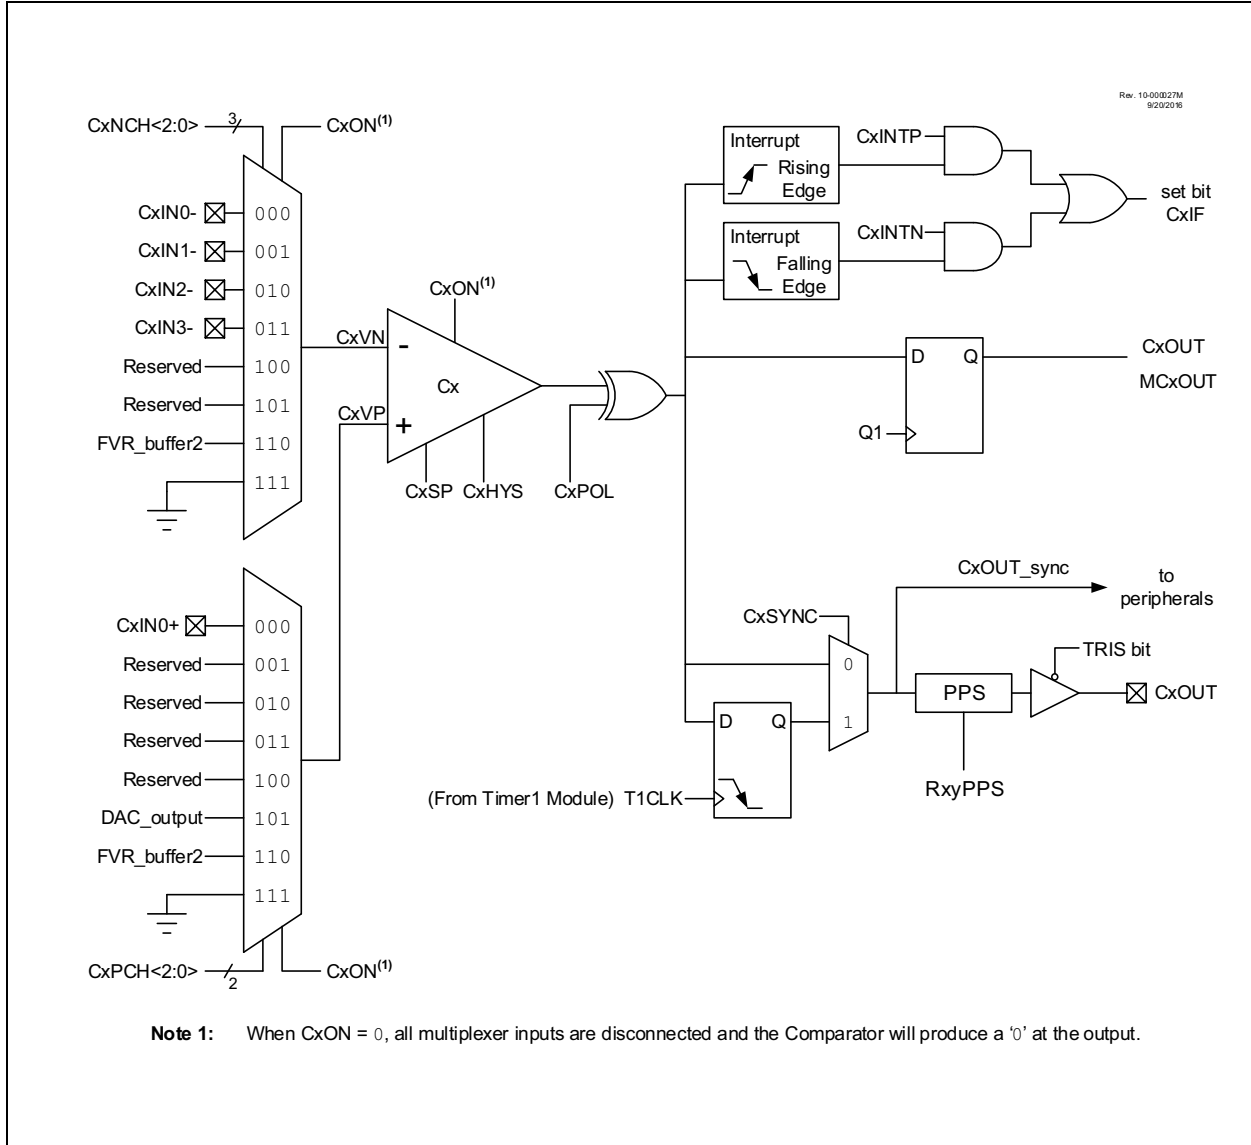 Rev. 10-000027M
9/20/2016
CxNCH<2:0>
3
CxON(1)
CxIN0-
000
CxIN1-
001
CxIN2-
010
CxIN3-
011
Reserved
100
Reserved
101
FVR_buffer2
110
111
CxVN
CxVP
CxON(1)
-
Cx
+
CxSP
CxHYS
CxPOL
Interrupt
Rising
Edge
CxINTP
Interrupt
Falling
Edge
CxINTN
set bit
CxIF
D
Q
Q1
CxOUT
MCxOUT
CxIN0+
000
Reserved
001
Reserved
010
Reserved
011
Reserved
100
DAC_output
101
FVR_buffer2
110
111
CxPCH<2:0>
2
CxON(1)
CxOUT_sync
to
peripherals
CxSYNC
0
1
D
Q
(From Timer1 Module) T1CLK
PPS
RxyPPS
TRIS bit
CxOUT
Note 1: When CxON = 0, all multiplexer inputs are disconnected and the Comparator will produce a ‘0’ at the output.